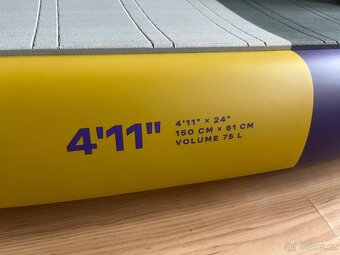 4'11"
4'11" × 24"
150 CM × 61 CM
VOLUME 75 L